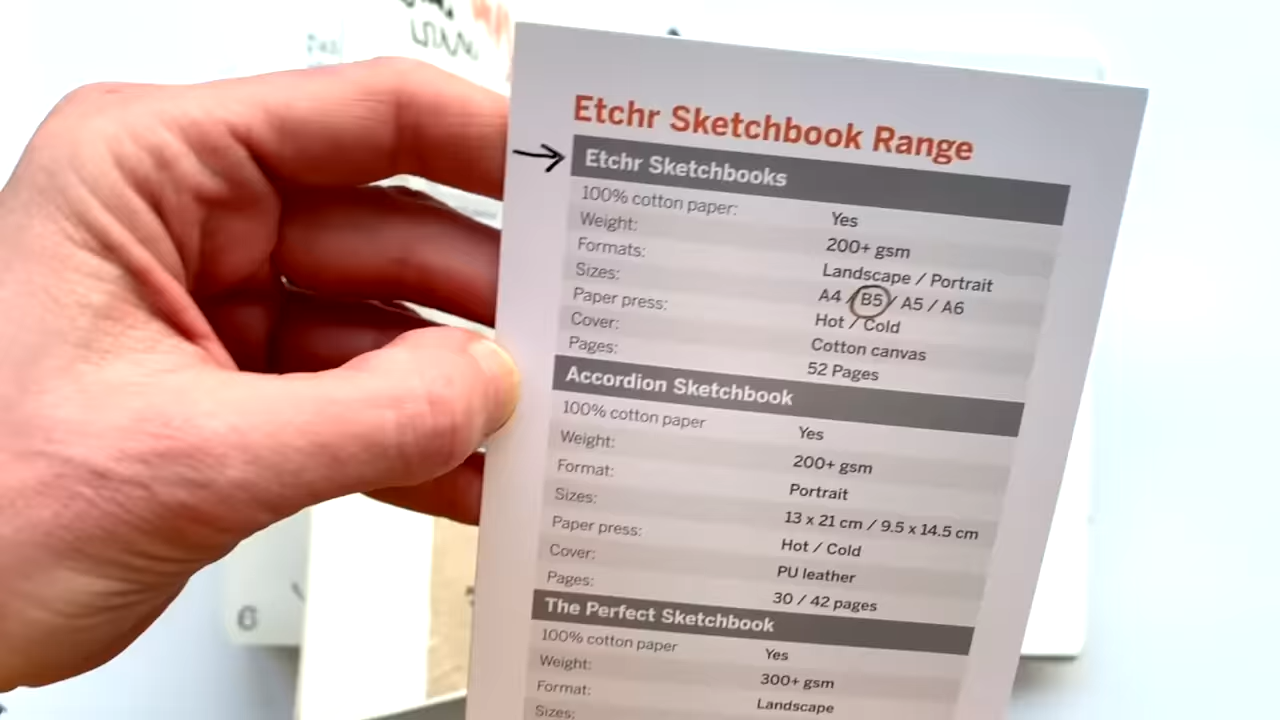 Etchr Sketchbook Range
Etchr Sketchbooks
100% cotton paper: Yes
Weight: 200+ gsm
Formats: Landscape / Portrait
Sizes: A4 / B5 / A5 / A6
Paper press: Hot / Cold
Cover: Cotton canvas
Pages: 52 Pages
Accordion Sketchbook
100% cotton paper Yes
Weight: 200+ gsm
Format: Portrait
Sizes: 13 x 21 cm / 9.5 x 14.5 cm
Paper press: Hot / Cold
Cover: PU leather
Pages: 30 / 42 pages
The Perfect Sketchbook
100% cotton paper Yes
Weight: 300+ gsm
Format: Landscape
Sizes: